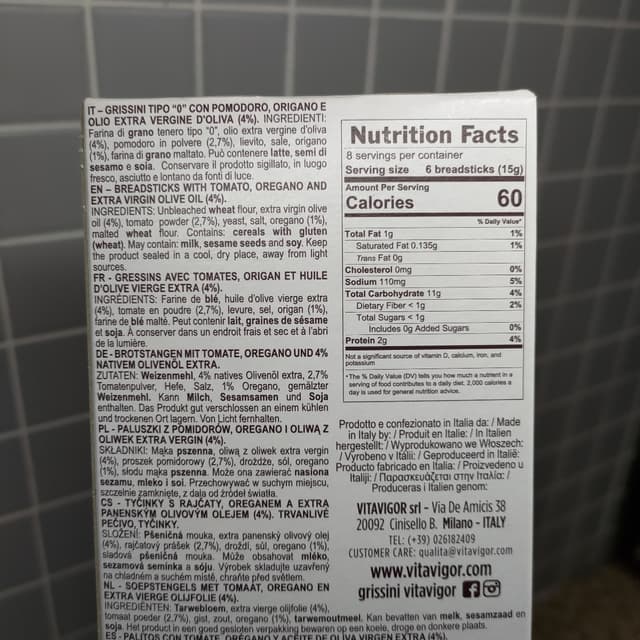 IT – GRISSINI TIPO "0" CON POMODORO, ORIGANO E
OLIO EXTRA VERGINE D'OLIVA (4%). INGREDIENTI:
Farina di grano tenero tipo "0", olio extra vergine d'oliva
(4%), pomodoro in polvere (2,7%), lievito, sale, origano
(1%), farina di grano maltato. Può contenere latte, semi di
sesamo e soia. Conservare il prodotto sigillato, in luogo
fresco, asciutto e lontano da fonti di luce.
EN – BREADSTICKS WITH TOMATO, OREGANO AND
EXTRA VIRGIN OLIVE OIL (4%).
INGREDIENTS: Unbleached wheat flour, extra virgin olive
oil (4%), tomato powder (2,7%), yeast, salt, oregano (1%),
malted wheat flour. Contains: cereals with gluten
(wheat). May contain: milk, sesame seeds and soy. Keep
the product sealed in a cool, dry place, away from light
sources.
FR - GRESSINS AVEC TOMATES, ORIGAN ET HUILE
D'OLIVE VIERGE EXTRA (4%).
INGRÉDIENTS: Farine de blé, huile d'olive vierge extra
(4%), tomate en poudre (2,7%), levure, sel, origan (1%),
farine de blé malté. Peut contenir lait, graines de sésame
et soja. À conserver dans un endroit frais et sec et à l'abri
de la lumière.
DE - BROTSTANGEN MIT TOMATE, OREGANO UND 4%
NATIVEM OLIVENÖL EXTRA.
ZUTATEN: Weizenmehl, 4% natives Olivenöl extra, 2,7%
Tomatenpulver, Hefe, Salz, 1% Oregano, gemälzter
Weizenmehl. Kann Milch, Sesamsamen und Soja
enthalten. Das Produkt gut verschlossen an einem kühlen
und trockenen Ort lagern. Von Licht fernhalten.
PL - PALUSZKI Z POMIDORÓW, OREGANO I OLIWĄ Z
OLIWEK EXTRA VERGIN (4%).
SKŁADNIKI: Mąka pszenna, oliwą z oliwek extra vergin
(4%), proszek pomidorowy (2,7%), drożdże, sól, oregano
(1%), słodu mąka pszenna. Może ona zawierać nasiona
sezamu, mleko i soi. Przechowywać w suchym miejscu,
szczelnie zamknięte, z dala od źródeł światła.
CS - TYČINKY S RAJČATY, OREGANEM A EXTRA
PANENSKÝM OLIVOVÝM OLEJEM (4%). TRVANLIVÉ
PEČIVO, TYČINKY.
SLOŽENÍ: Pšeničná mouka, extra panenský olivový olej
(4%), rajčatový prášek (2,7%), droždí, sůl, oregano (1%),
sladová pšeničná mouka. Může obsahovat mléko,
sezamová semínka a sóju. Výrobek skladujte uzavřený
na chladném a suchém místě, chraňte před světlem.
NL - SOEPSTENGELS MET TOMAAT, OREGANO EN
EXTRA VIERGE OLIJFOLIE (4%).
INGREDIËNTEN: Tarwebloem, extra vierge olijfolie (4%),
tomaat poeder (2,7%), gist, zout, oregano (1%), tarwemoutmeel. Kan bevatten van melk, sesamzaad en
soja. Het product in een goed gesloten verpakking bewaren op een koele, droge en donkere plaats.
ES - PALITOS CON TOMATE, ORÉGANO Y ACEITE DE OLIVA VIRGEN EXTRA (4%).
Nutrition Facts
8 servings per container
Serving size 6 breadsticks (15g)
Amount Per Serving
Calories 60
% Daily Value*
Total Fat 1g 1%
Saturated Fat 0.135g 1%
Trans Fat 0g
Cholesterol 0mg 0%
Sodium 110mg 5%
Total Carbohydrate 11g 4%
Dietary Fiber < 1g 2%
Total Sugars < 1g
Includes 0g Added Sugars 0%
Protein 2g 4%
Not a significant source of vitamin D, calcium, iron, and
potassium
*The % Daily Value (DV) tells you how much a nutrient in a
serving of food contributes to a daily diet. 2,000 calories a
day is used for general nutrition advice.
Prodotto e confezionato in Italia da: / Made
in Italy by: / Produit en Italie: / In Italien
hergestellt: / Wyprodukowano we Włoszech:
/ Vyrobeno v Itálii: / Geproduceerd in Italië:
Producto fabricado en Italia: / Proizvedeno u
Italiji: / Παρασκευάζεται στην Ιταλία: /
Produceras i Italien genom:
VITAVIGOR srl - Via De Amicis 38
20092 Cinisello B. Milano - ITALY
TEL: (+39) 026182409
CUSTOMER CARE: qualita@vitavigor.com
www.vitavigor.com
grissini vitavigor